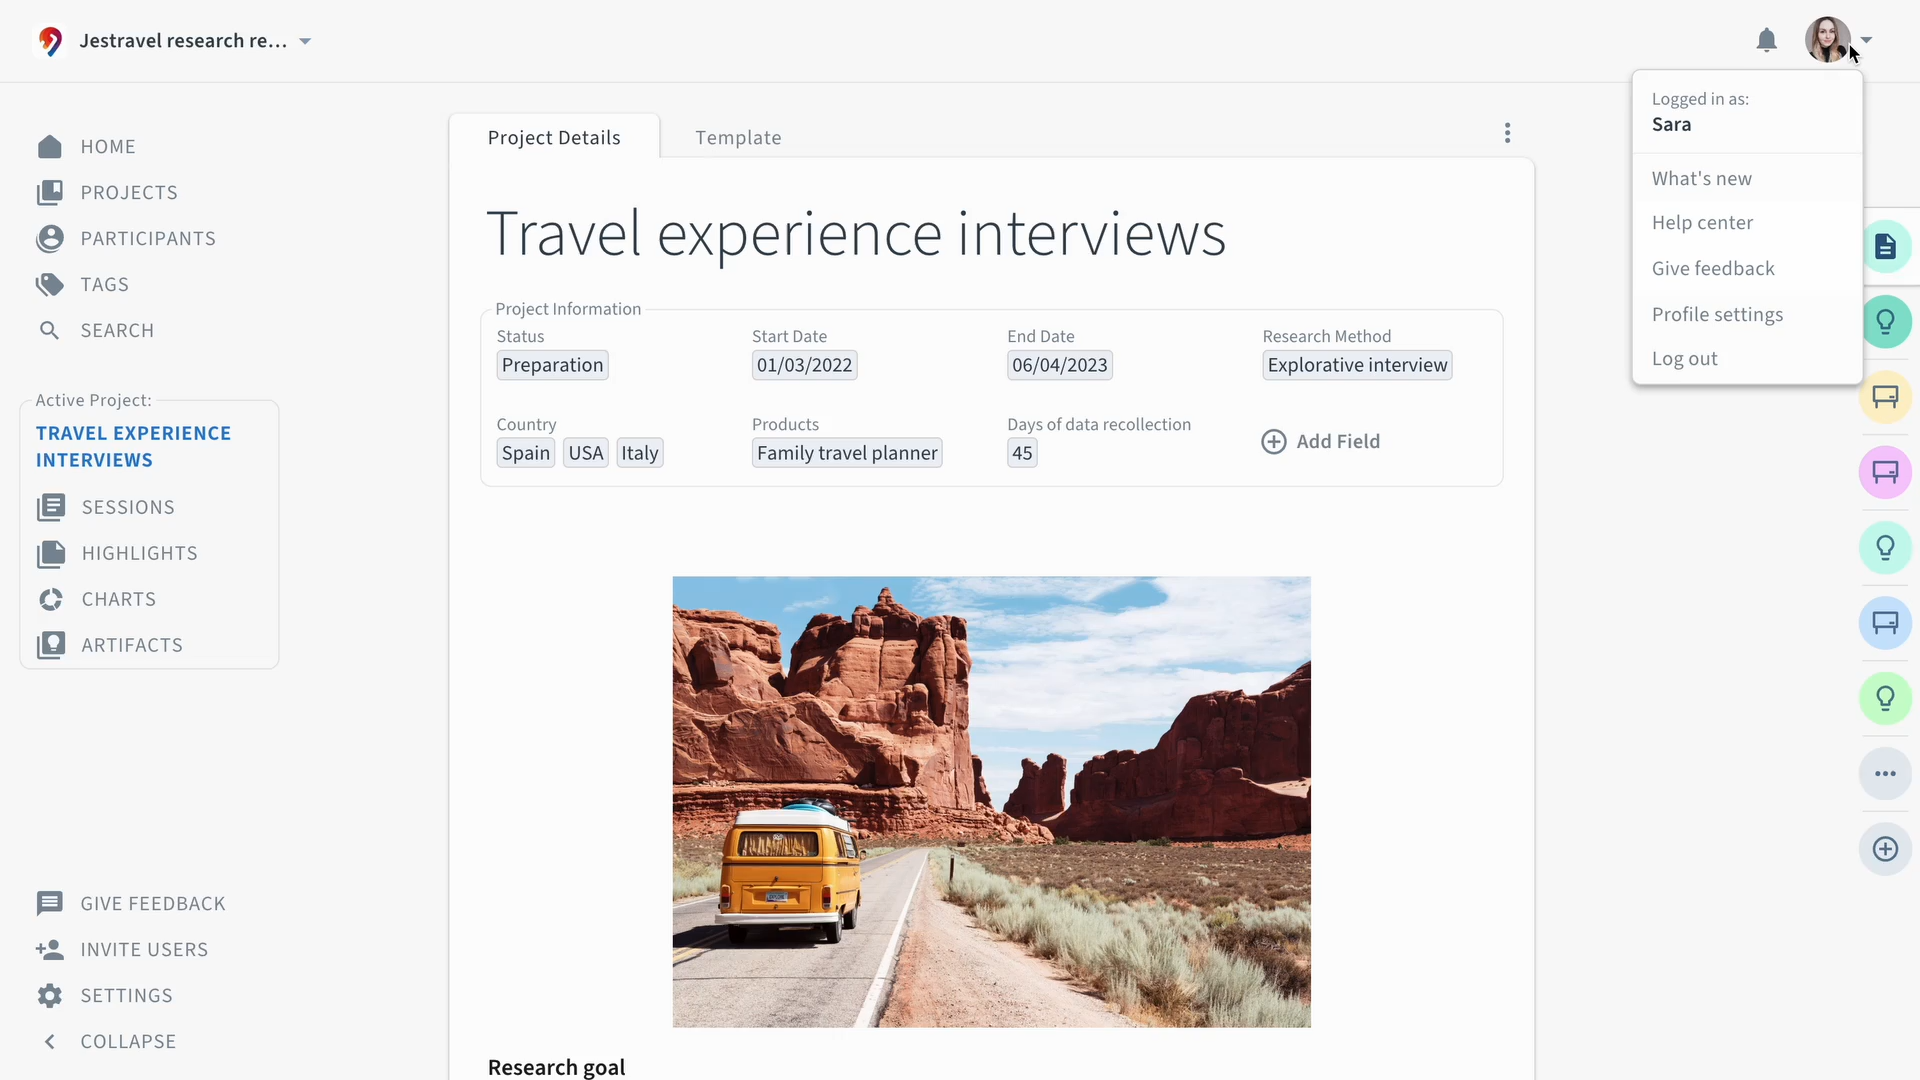 Jestravel research re...
Logged in as:
Sara
What's new
Help center
Give feedback
Profile settings
Log out
HOME
PROJECTS
PARTICIPANTS
TAGS
SEARCH
Active Project:
TRAVEL EXPERIENCE
INTERVIEWS
SESSIONS
HIGHLIGHTS
CHARTS
ARTIFACTS
GIVE FEEDBACK
INVITE USERS
SETTINGS
COLLAPSE
Project Details
Template
Travel experience interviews
Project Information
Status
Preparation
Start Date
01/03/2022
End Date
06/04/2023
Research Method
Explorative interview
Country
Spain USA Italy
Products
Family travel planner
Days of data recollection
45
Add Field
Research goal